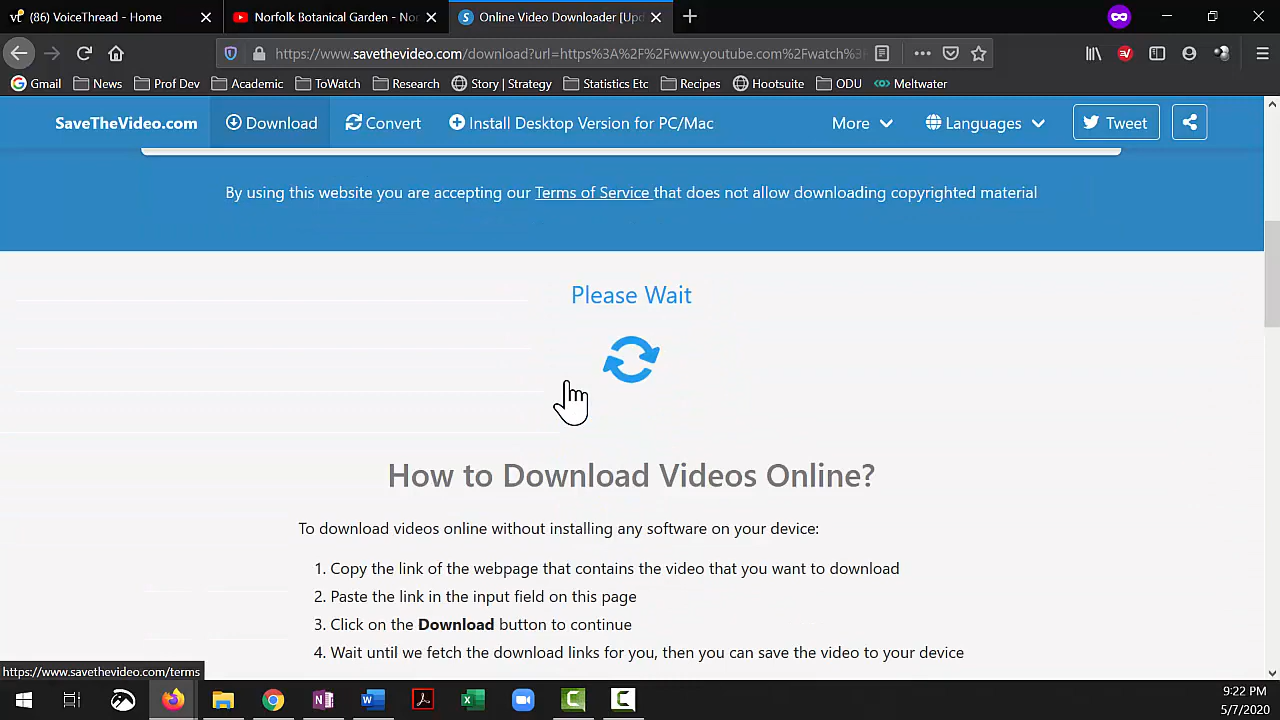 (86) VoiceThread - Home
Norfolk Botanical Garden - No
Online Video Downloader [Upd
https://www.savethevideo.com/download?url=https%3A%2F%2Fwww.youtube.com%2Fwatch%3
Gmail News Prof Dev Academic ToWatch Research Story | Strategy Statistics Etc Recipes Hootsuite ODU Meltwater
SaveTheVideo.com Download Convert Install Desktop Version for PC/Mac More Languages Tweet
By using this website you are accepting our Terms of Service that does not allow downloading copyrighted material
Please Wait
How to Download Videos Online?
To download videos online without installing any software on your device:
1. Copy the link of the webpage that contains the video that you want to download
2. Paste the link in the input field on this page
3. Click on the Download button to continue
4. Wait until we fetch the download links for you, then you can save the video to your device
https://www.savethevideo.com/terms
9:22 PM
5/7/2020